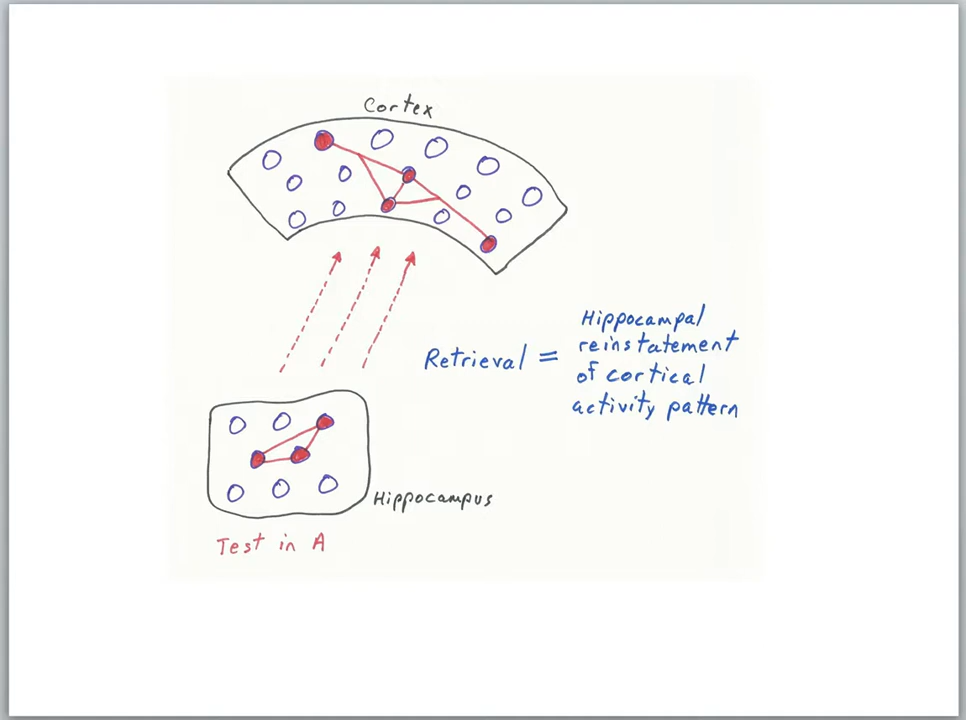 Cortex
Retrieval =
Hippocampal
reinstatement
of cortical
activity pattern
Hippocampus
Test in A